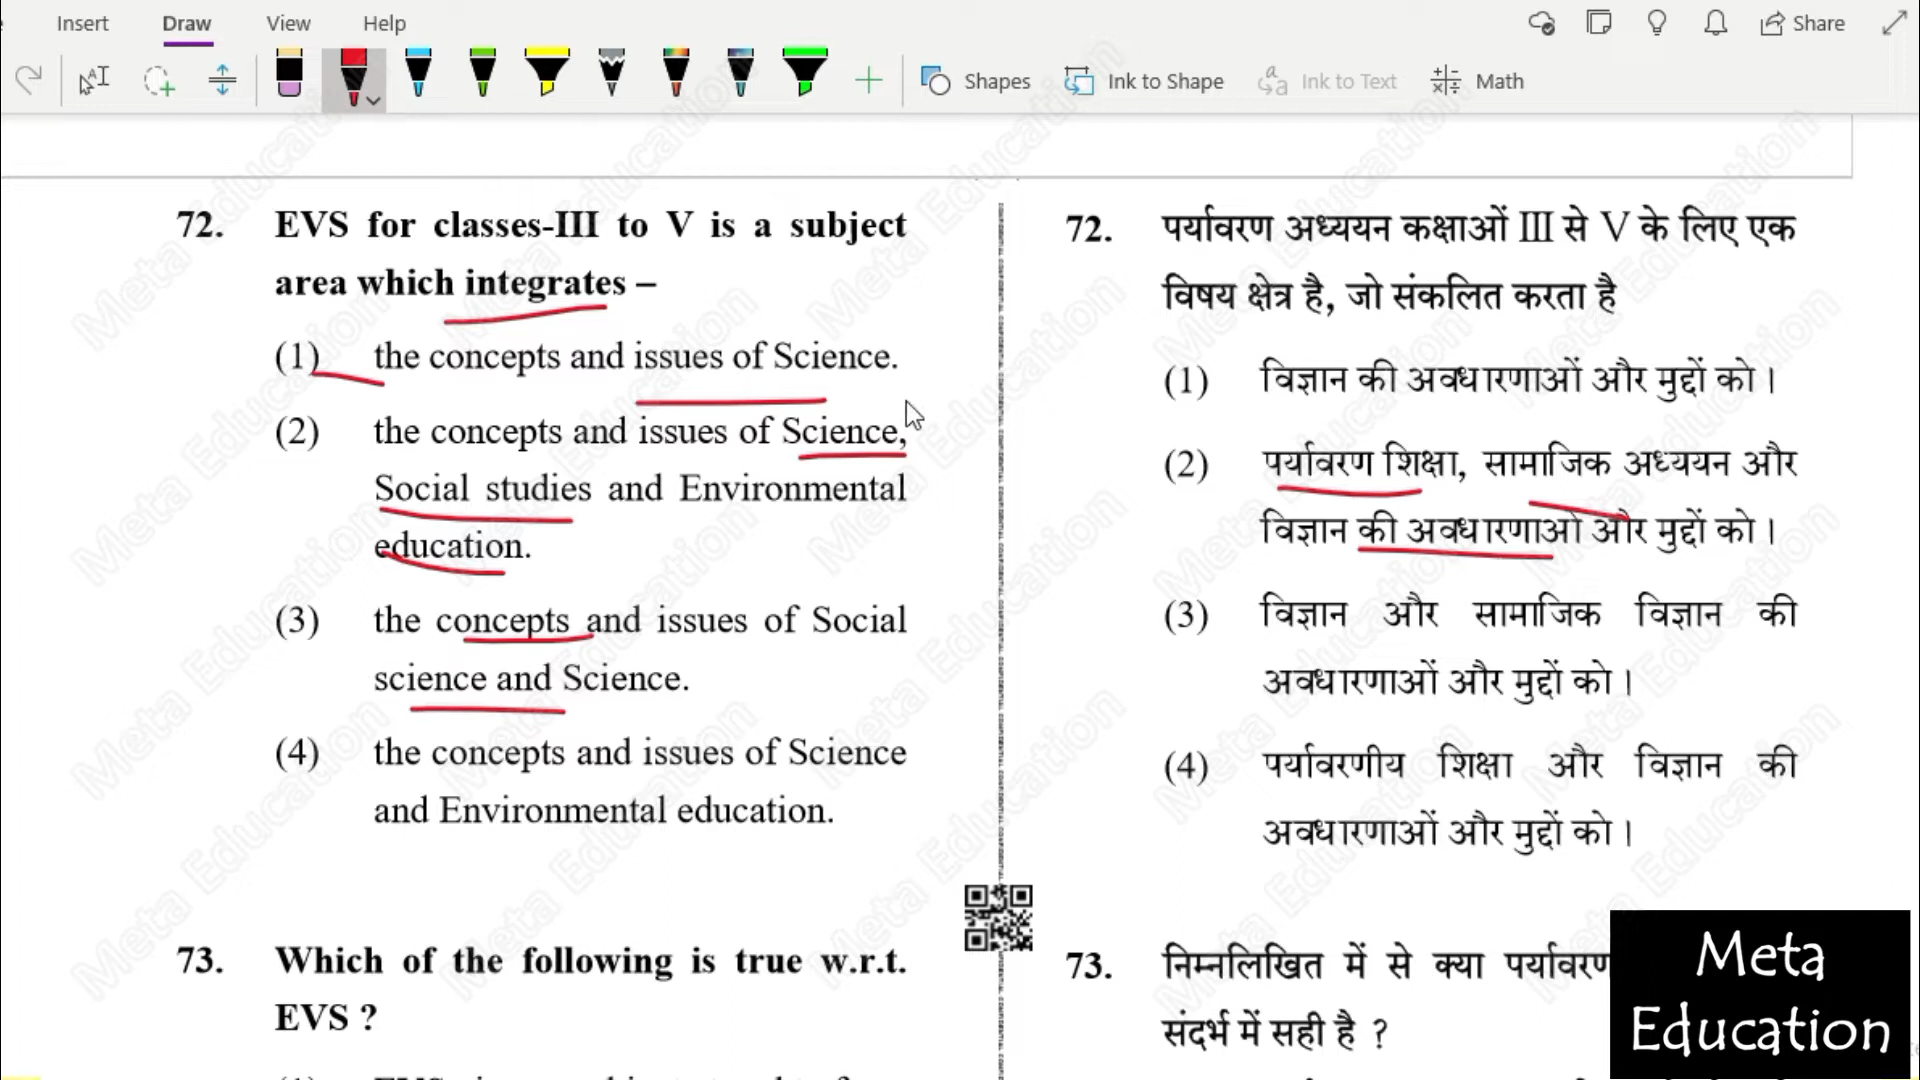 Insert Draw View Help Share
Shapes Ink to Shape Ink to Text Math
72. EVS for classes-III to V is a subject
area which integrates –
(1) the concepts and issues of Science.
(2) the concepts and issues of Science,
Social studies and Environmental
education.
(3) the concepts and issues of Social
science and Science.
(4) the concepts and issues of Science
and Environmental education.
73. Which of the following is true w.r.t.
EVS ?
72. पर्यावरण अध्ययन कक्षाओं III से V के लिए एक
विषय क्षेत्र है, जो संकलित करता है
(1) विज्ञान की अवधारणाओं और मुद्दों को।
(2) पर्यावरण शिक्षा, सामाजिक अध्ययन और
विज्ञान की अवधारणाओं और मुद्दों को।
(3) विज्ञान और सामाजिक विज्ञान की
अवधारणाओं और मुद्दों को।
(4) पर्यावरणीय शिक्षा और विज्ञान की
अवधारणाओं और मुद्दों को।
73. निम्नलिखित में से क्या पर्यावरण
संदर्भ में सही है ?
Meta
Education